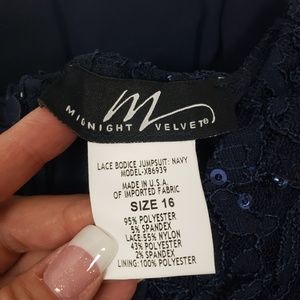 M
MIDNIGHT VELVET®
LACE BODICE JUMPSUIT: NAVY
MODEL-X86939
MADE IN U.S.A.
OF IMPORTED FABRIC
SIZE 16
95% POLYESTER
5% SPANDEX
LACE: 55% NYLON
43% POLYESTER
2% SPANDEX
LINING: 100% POLYESTER